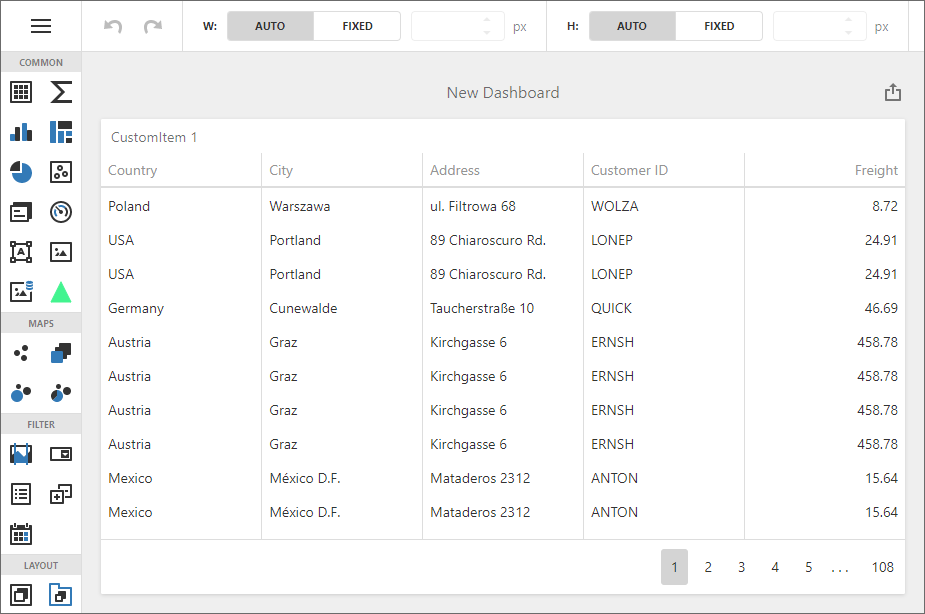 W: AUTO FIXED px H: AUTO FIXED px
COMMON
New Dashboard
CustomItem 1
Country City Address Customer ID Freight
Poland Warszawa ul. Filtrowa 68 WOLZA 8.72
USA Portland 89 Chiaroscuro Rd. LONEP 24.91
USA Portland 89 Chiaroscuro Rd. LONEP 24.91
Germany Cunewalde Taucherstraße 10 QUICK 46.69
Austria Graz Kirchgasse 6 ERNSH 458.78
Austria Graz Kirchgasse 6 ERNSH 458.78
Austria Graz Kirchgasse 6 ERNSH 458.78
Austria Graz Kirchgasse 6 ERNSH 458.78
Mexico México D.F. Mataderos 2312 ANTON 15.64
Mexico México D.F. Mataderos 2312 ANTON 15.64
1 2 3 4 5 ... 108
MAPS
FILTER
LAYOUT